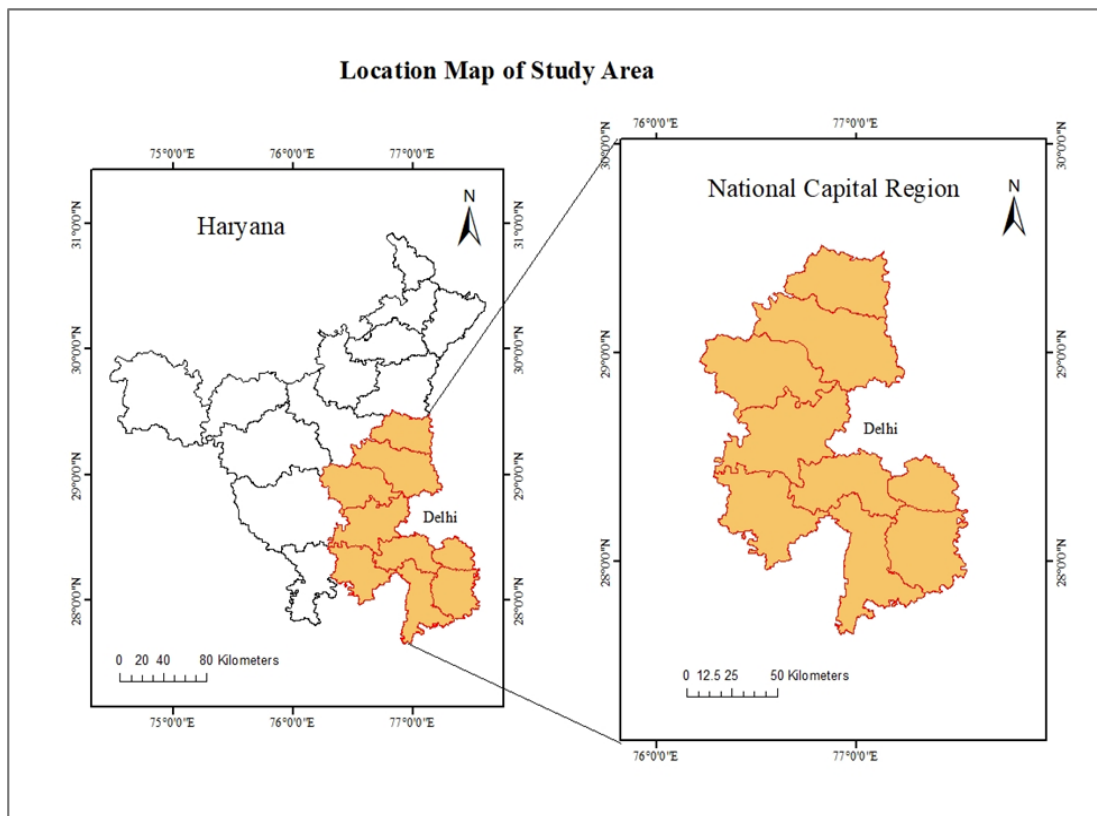 Location Map of Study Area
75°0'0"E 76°0'0"E 77°0'0"E
Haryana
N
31°0'0"N 31°0'0"N
30°0'0"N 30°0'0"N
29°0'0"N 29°0'0"N
28°0'0"N 28°0'0"N
Delhi
0 20 40 80 Kilometers
75°0'0"E 76°0'0"E 77°0'0"E
76°0'0"E 77°0'0"E
National Capital Region
N
30°0'0"N 30°0'0"N
29°0'0"N 29°0'0"N
28°0'0"N 28°0'0"N
Delhi
0 12.5 25 50 Kilometers
76°0'0"E 77°0'0"E